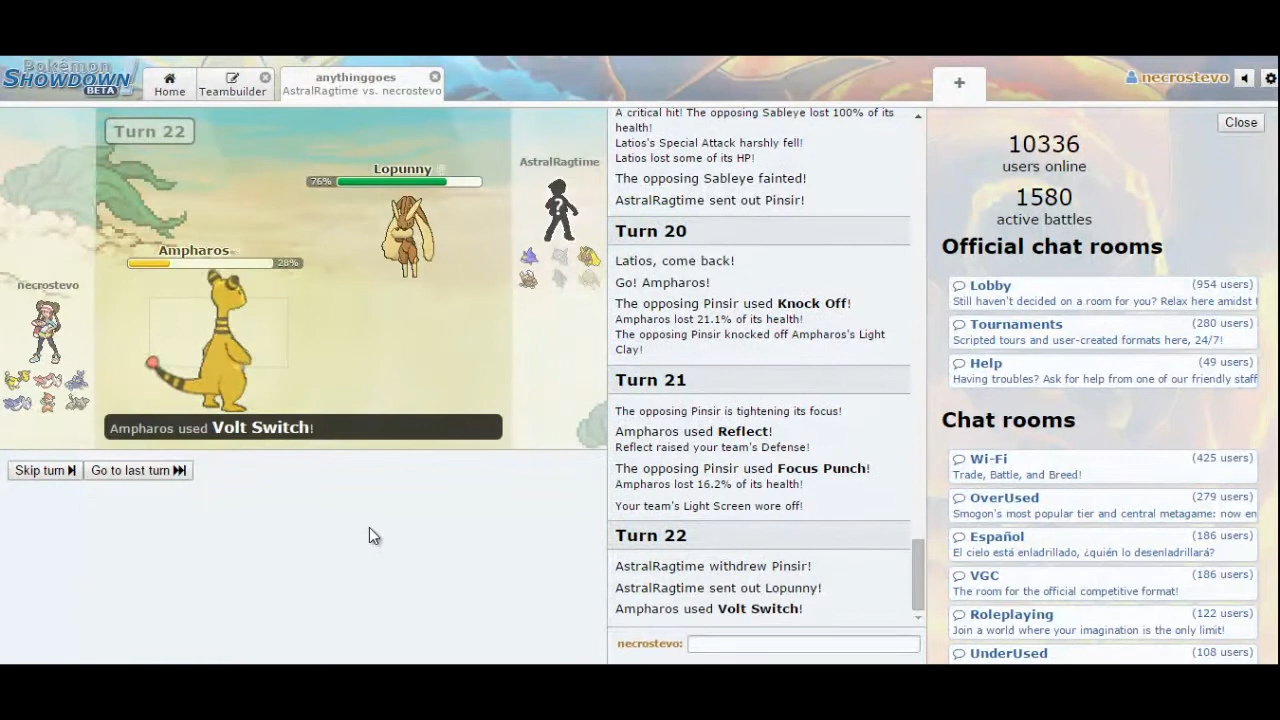 Pokémon
SHOWDOWN
BETA
Home
Teambuilder
anythinggoes
AstralRagtime vs. necrostevo
+
necrostevo
Turn 22
Lopunny
76%
Ampharos
28%
necrostevo
AstralRagtime
?
Ampharos used Volt Switch!
Skip turn
Go to last turn
A critical hit! The opposing Sableye lost 100% of its
health!
Latios's Special Attack harshly fell!
Latios lost some of its HP!
The opposing Sableye fainted!
AstralRagtime sent out Pinsir!
Turn 20
Latios, come back!
Go! Ampharos!
The opposing Pinsir used Knock Off!
Ampharos lost 21.1% of its health!
The opposing Pinsir knocked off Ampharos's Light
Clay!
Turn 21
The opposing Pinsir is tightening its focus!
Ampharos used Reflect!
Reflect raised your team's Defense!
The opposing Pinsir used Focus Punch!
Ampharos lost 16.2% of its health!
Your team's Light Screen wore off!
Turn 22
AstralRagtime withdrew Pinsir!
AstralRagtime sent out Lopunny!
Ampharos used Volt Switch!
necrostevo:
Close
10336
users online
1580
active battles
Official chat rooms
Lobby (954 users)
Still haven't decided on a room for you? Relax here amidst
Tournaments (280 users)
Scripted tours and user-created formats here, 24/7!
Help (49 users)
Having troubles? Ask for help from one of our friendly staff
Chat rooms
Wi-Fi (425 users)
Trade, Battle, and Breed!
OverUsed (279 users)
Smogon's most popular tier and central metagame: now en
Español (186 users)
El cielo está enladrillado, ¿quién lo desenladrillará?
VGC (186 users)
The room for the official competitive format!
Roleplaying (122 users)
Join a world where your imagination is the only limit!
UnderUsed (108 users)